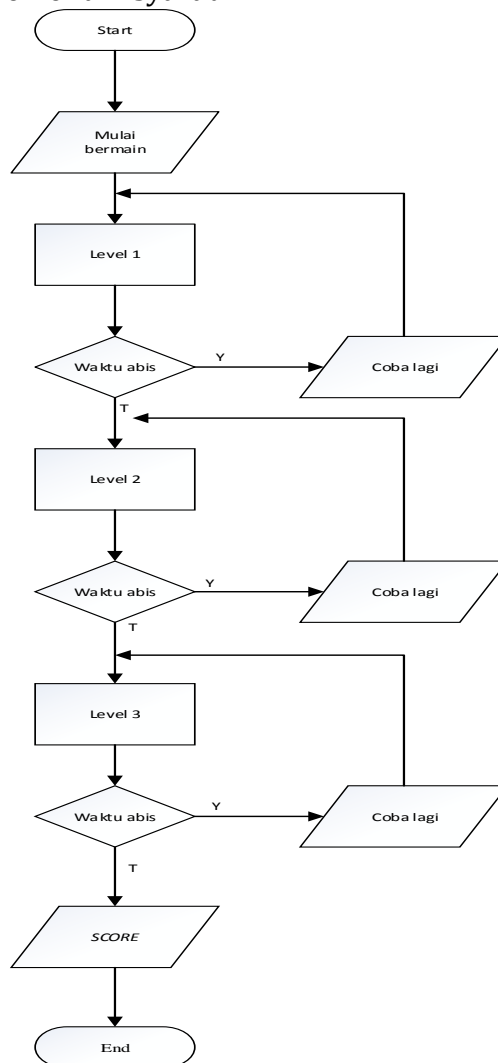 Start
Mulai
bermain
Level 1
Waktu abis
Y
Coba lagi
T
Level 2
Waktu abis
Y
Coba lagi
T
Level 3
Waktu abis
Y
Coba lagi
T
SCORE
End